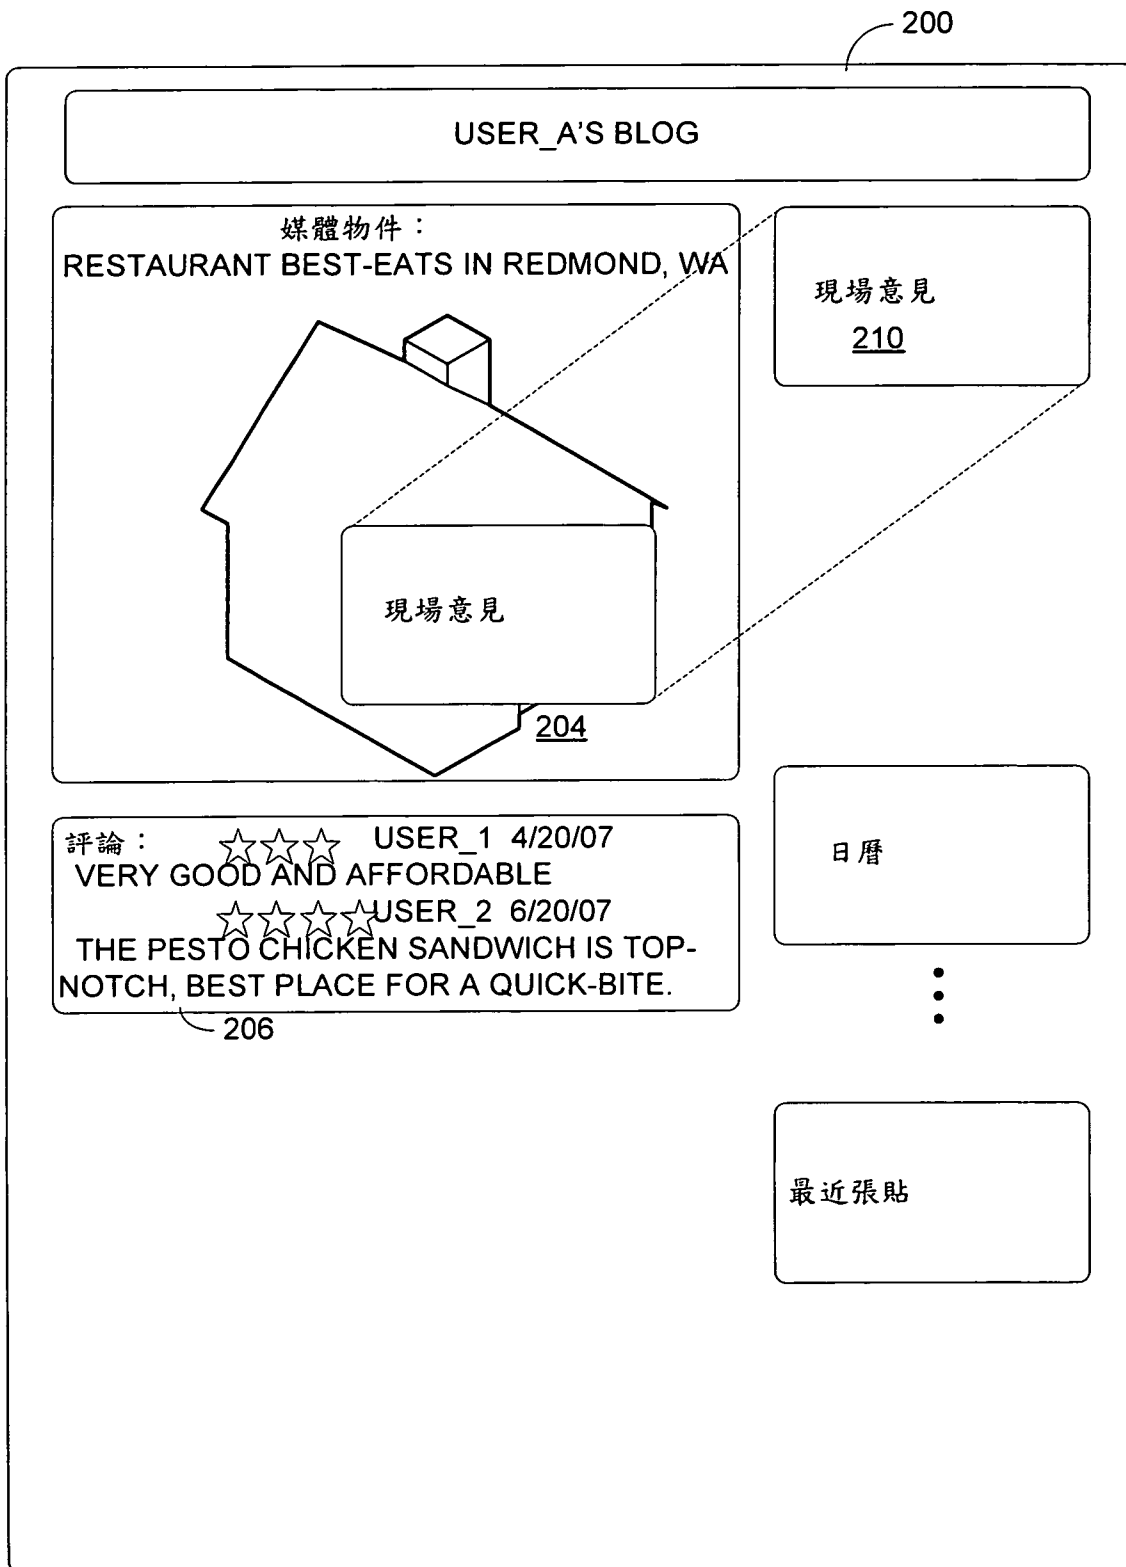 200
USER_A'S BLOG
媒體物件：
RESTAURANT BEST-EATS IN REDMOND, WA
現場意見
210
現場意見
204
評論： USER_1 4/20/07
VERY GOOD AND AFFORDABLE
USER_2 6/20/07
THE PESTO CHICKEN SANDWICH IS TOP-
NOTCH, BEST PLACE FOR A QUICK-BITE.
206
日曆
最近張貼